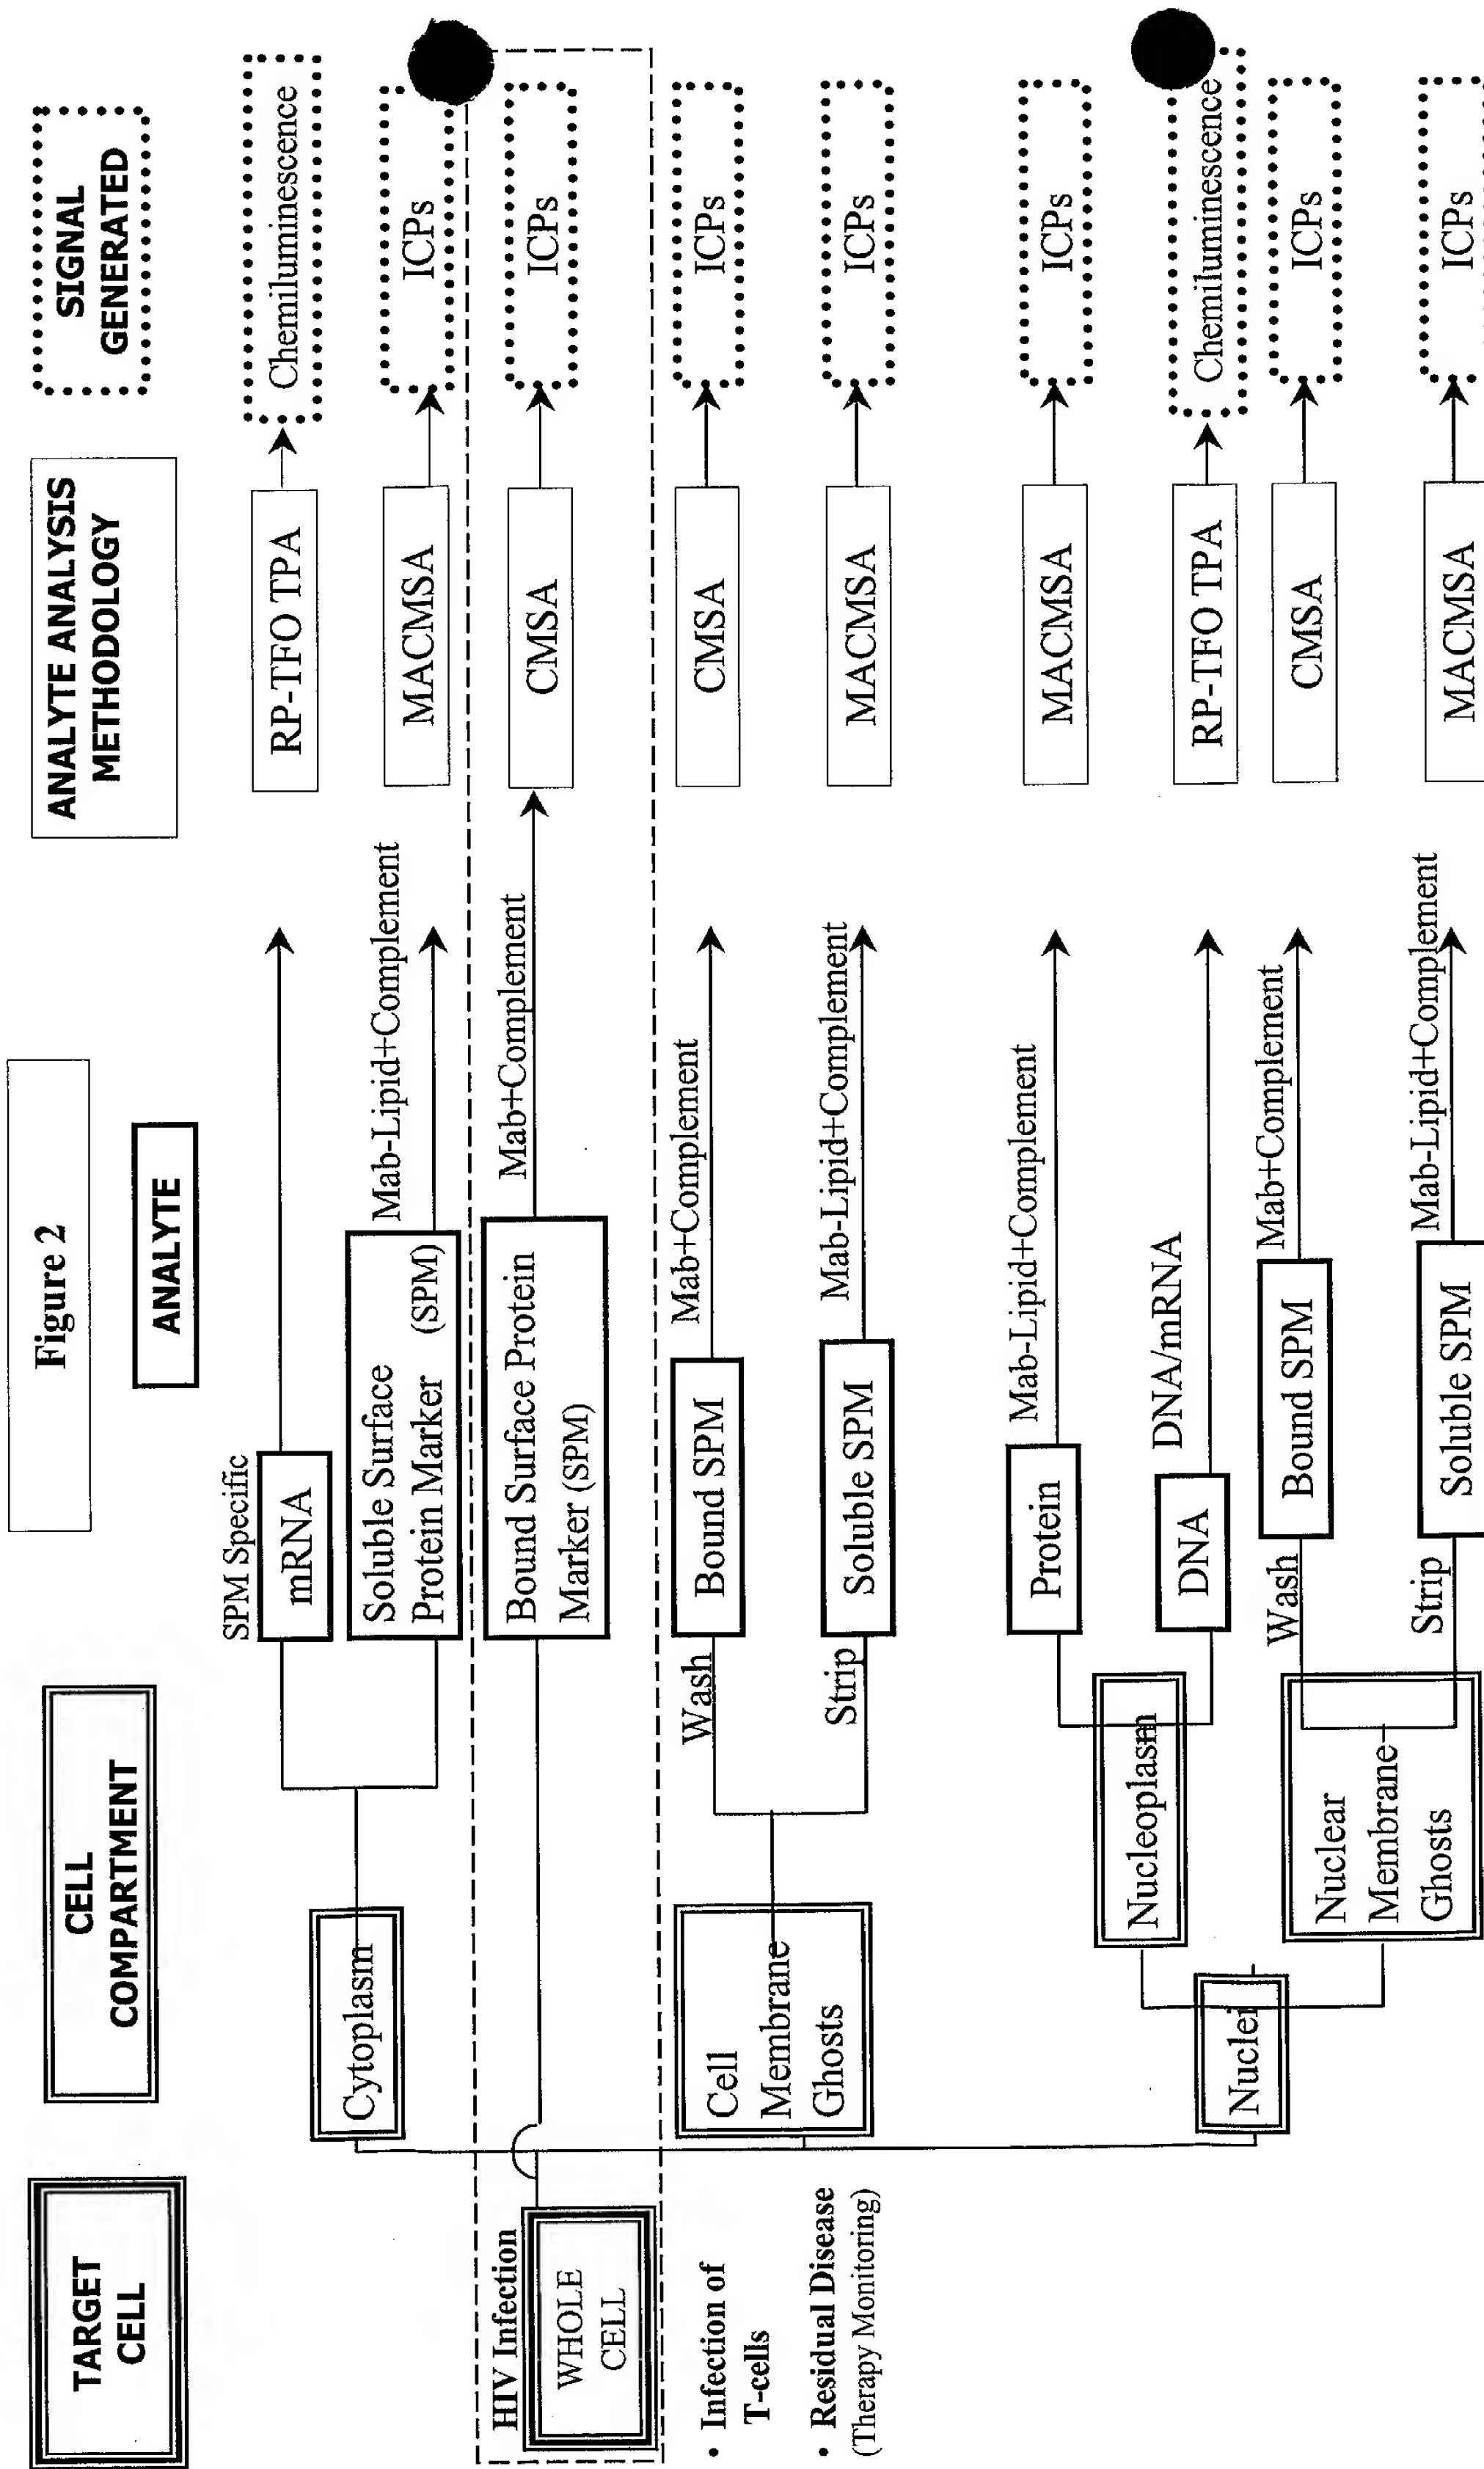 Figure 2
TARGET
CELL
CELL
COMPARTMENT
ANALYTE
ANALYTE ANALYSIS
METHODOLOGY
SIGNAL
GENERATED
SPM Specific
mRNA
RP-TFO TPA
Chemiluminescence
Cytoplasm
Soluble Surface
Protein Marker (SPM)
Mab-Lipid+Complement
MACMSA
ICPs
HIV Infection
WHOLE
CELL
Bound Surface Protein
Marker (SPM)
Mab+Complement
CMSA
ICPs
• Infection of
T-cells
• Residual Disease
(Therapy Monitoring)
Cell
Membrane
Ghosts
Wash
Bound SPM
Mab+Complement
CMSA
ICPs
Strip
Soluble SPM
Mab-Lipid+Complement
MACMSA
ICPs
Nuclei
Nucleoplasm
Protein
Mab-Lipid+Complement
MACMSA
ICPs
DNA
DNA/mRNA
RP-TFO TPA
Chemiluminescence
Nuclear
Membrane
Ghosts
Wash
Bound SPM
Mab+Complement
CMSA
ICPs
Strip
Soluble SPM
Mab-Lipid+Complement
MACMSA
ICPs